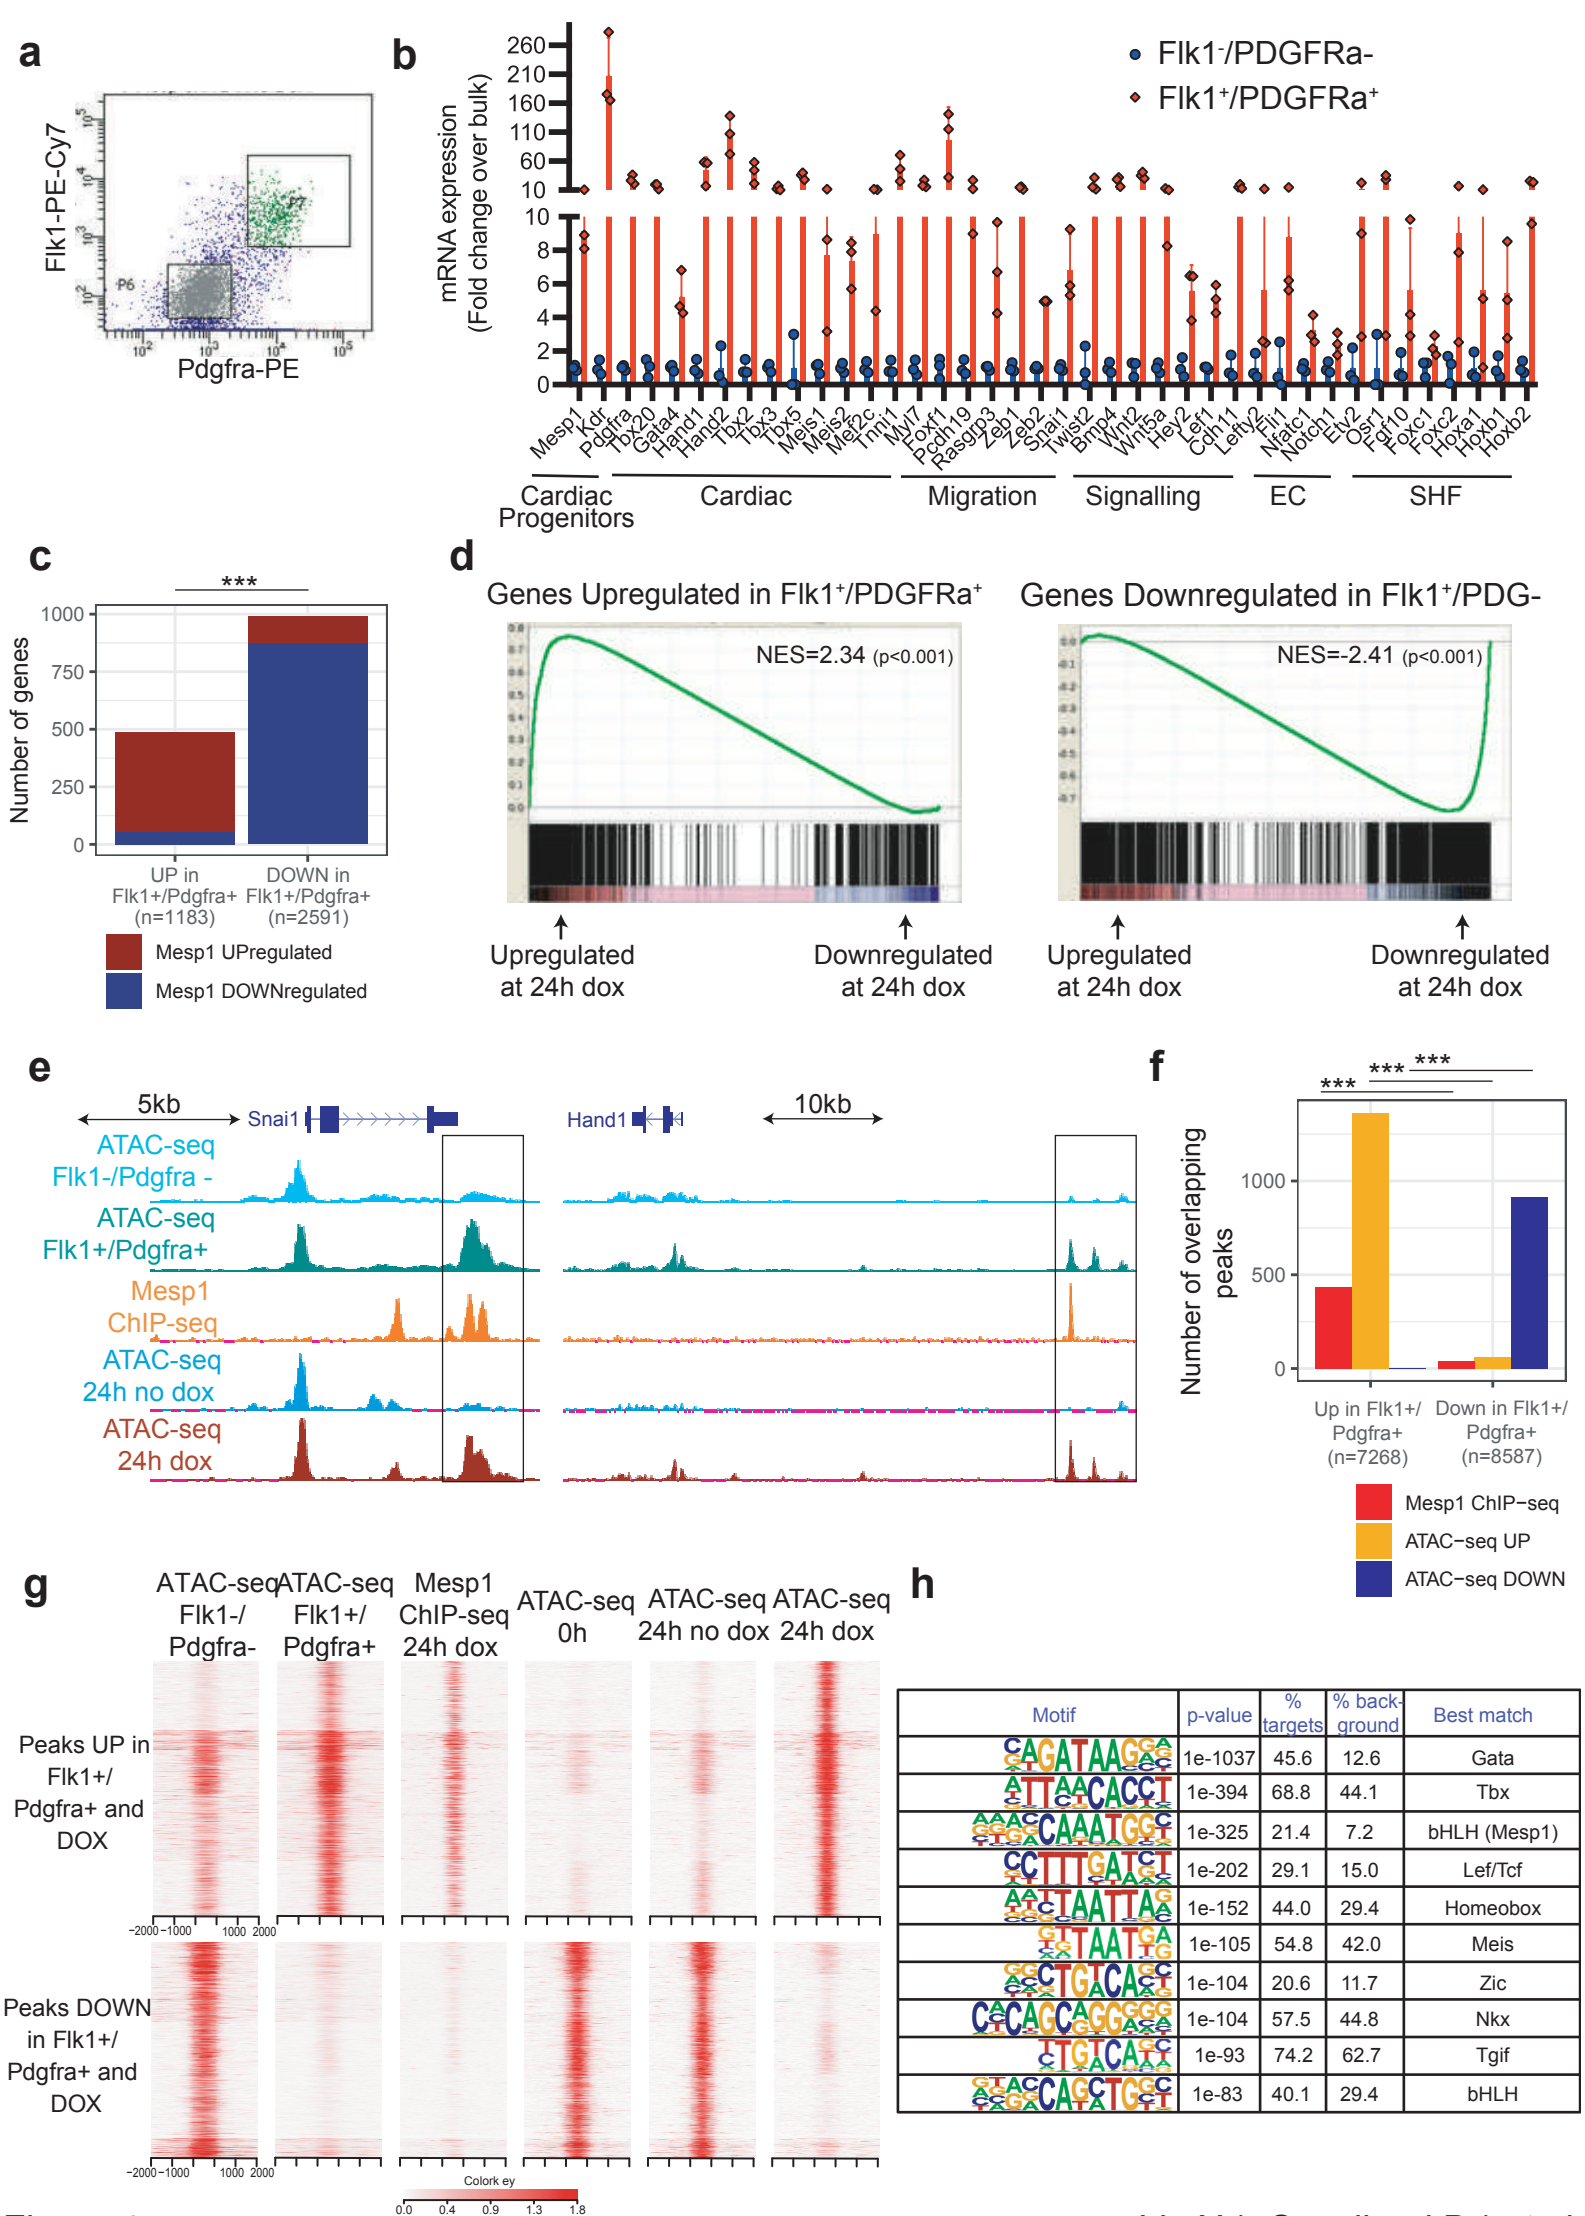 a
Flk1-PE-Cy7
10^5
10^4
10^3
10^2
P7
P6
10^2
10^3
10^4
10^5
Pdgfra-PE
b
mRNA expression
(Fold change over bulk)
260
210
160
110
60
10
10
8
6
4
2
0
Flk1-/PDGFRa-
Flk1+/PDGFRa+
Mesp1
Kdr
Pdgfra
Tbx20
Gata4
Hand1
Hand2
Tbx2
Tbx3
Tbx5
Meis1
Meis2
Mef2c
Tnni1
Myl7
Foxf1
Pcdh19
Rasgrp3
Zeb1
Zeb2
Snai1
Twist2
Bmp4
Wnt2
Wnt5a
Hey2
Lef1
Cdh11
Lefty2
Fli1
Nfatc1
Notch1
Etv2
Osr1
Fgf10
Foxc1
Foxc2
Hoxa1
Hoxb1
Hoxb2
Cardiac
Progenitors
Cardiac
Migration
Signalling
EC
SHF
c
***
Number of genes
1000
750
500
250
0
UP in
Flk1+/Pdgfra+
(n=1183)
DOWN in
Flk1+/Pdgfra+
(n=2591)
Mesp1 UPregulated
Mesp1 DOWNregulated
d
Genes Upregulated in Flk1+/PDGFRa+
NES=2.34 (p<0.001)
Upregulated
at 24h dox
Downregulated
at 24h dox
Genes Downregulated in Flk1+/PDG-
NES=-2.41 (p<0.001)
Upregulated
at 24h dox
Downregulated
at 24h dox
e
5kb
Snai1
Hand1
10kb
ATAC-seq
Flk1-/Pdgfra -
ATAC-seq
Flk1+/Pdgfra+
Mesp1
ChIP-seq
ATAC-seq
24h no dox
ATAC-seq
24h dox
f
***
***
***
Number of overlapping
peaks
1000
500
0
Up in Flk1+/
Pdgfra+
(n=7268)
Down in Flk1+/
Pdgfra+
(n=8587)
Mesp1 ChIP−seq
ATAC−seq UP
ATAC−seq DOWN
g
ATAC-seq
Flk1-/
Pdgfra-
ATAC-seq
Flk1+/
Pdgfra+
Mesp1
ChIP-seq
24h dox
ATAC-seq
0h
ATAC-seq
24h no dox
ATAC-seq
24h dox
Peaks UP in
Flk1+/
Pdgfra+ and
DOX
−2000 −1000 1000 2000
Peaks DOWN
in Flk1+/
Pdgfra+ and
DOX
−2000 −1000 1000 2000
Colork ey
0.0 0.4 0.9 1.3 1.8
h
Motif p-value % targets % back-ground Best match
1e-1037 45.6 12.6 Gata
1e-394 68.8 44.1 Tbx
1e-325 21.4 7.2 bHLH (Mesp1)
1e-202 29.1 15.0 Lef/Tcf
1e-152 44.0 29.4 Homeobox
1e-105 54.8 42.0 Meis
1e-104 20.6 11.7 Zic
1e-104 57.5 44.8 Nkx
1e-93 74.2 62.7 Tgif
1e-83 40.1 29.4 bHLH